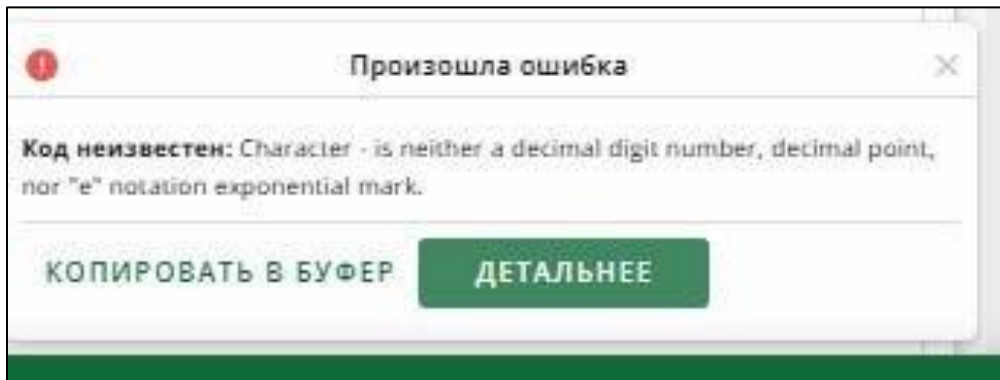 Произошла ошибка
Код неизвестен: Character - is neither a decimal digit number, decimal point,
nor "e" notation exponential mark.
КОПИРОВАТЬ В БУФЕР ДЕТАЛЬНЕЕ